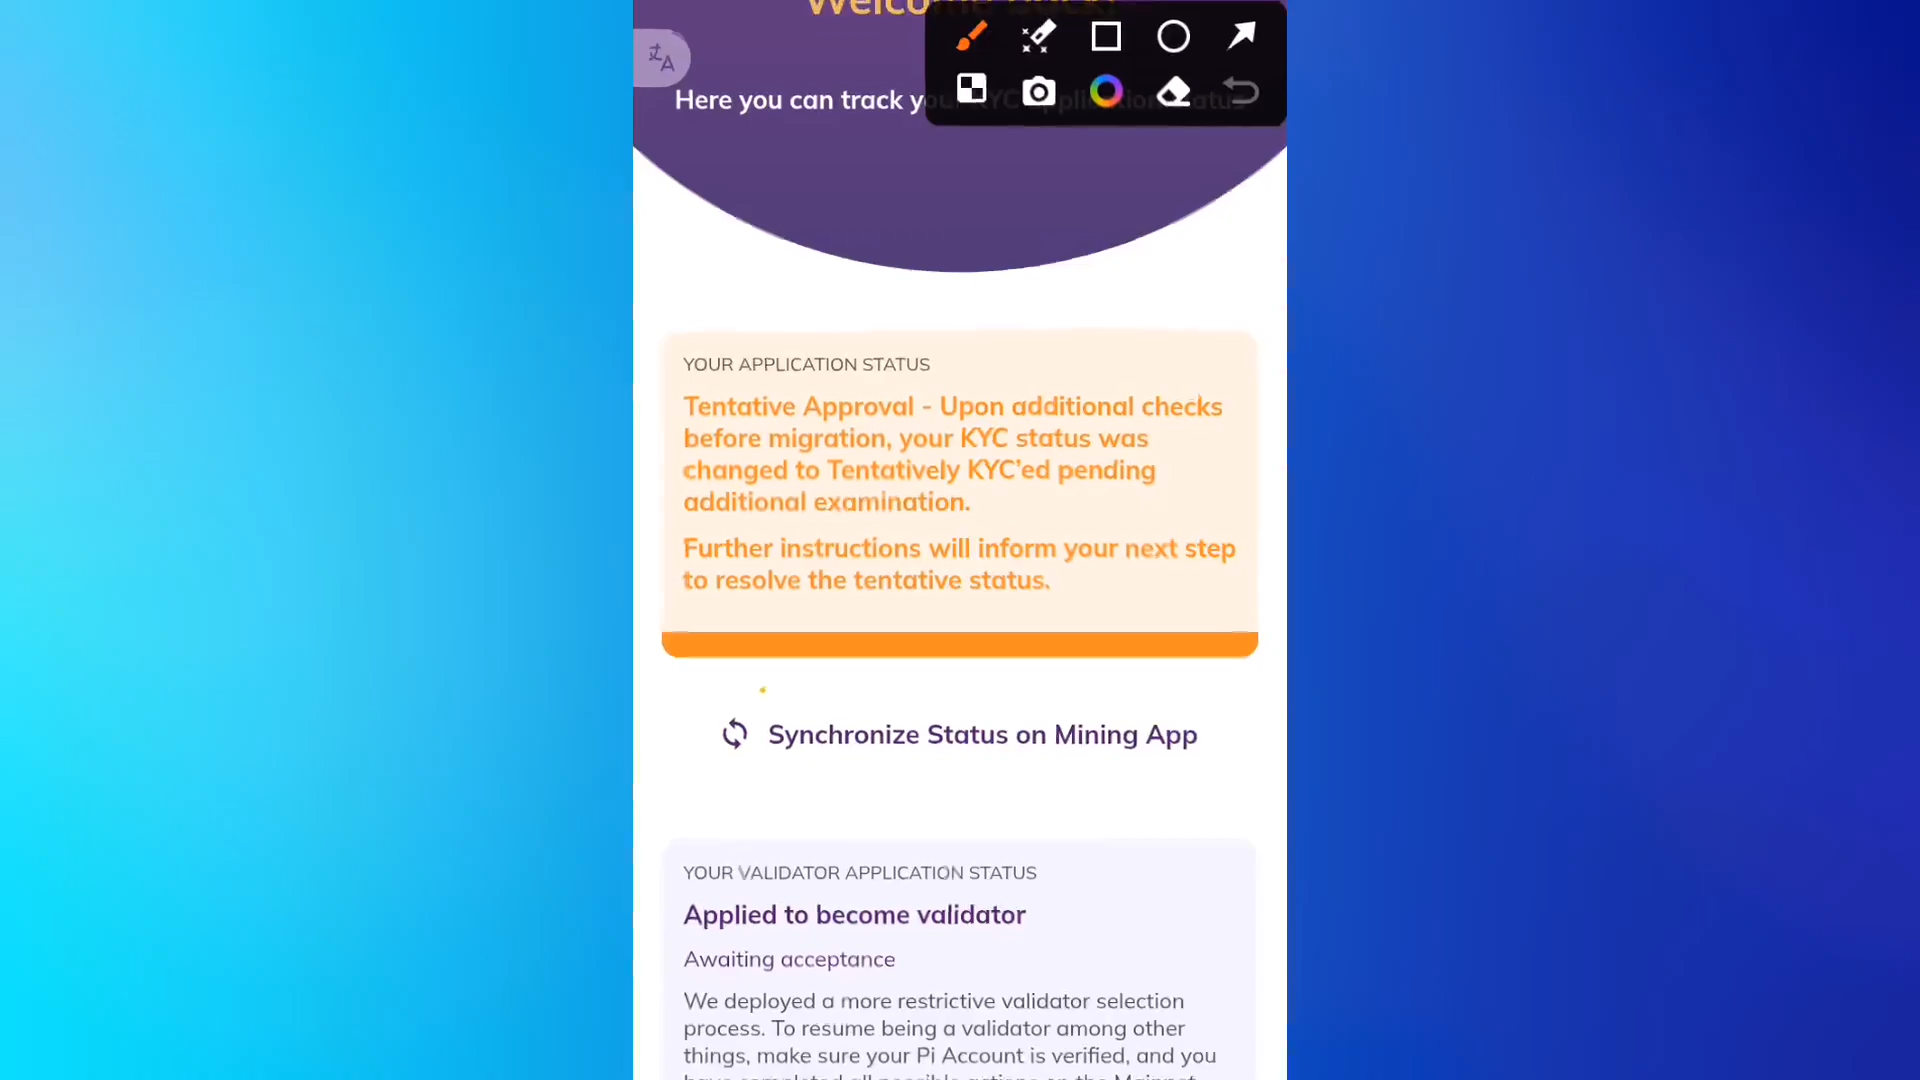 Here you can track your KYC application status
YOUR APPLICATION STATUS
Tentative Approval - Upon additional checks
before migration, your KYC status was
changed to Tentatively KYC'ed pending
additional examination.
Further instructions will inform your next step
to resolve the tentative status.
Synchronize Status on Mining App
YOUR VALIDATOR APPLICATION STATUS
Applied to become validator
Awaiting acceptance
We deployed a more restrictive validator selection
process. To resume being a validator among other
things, make sure your Pi Account is verified, and you